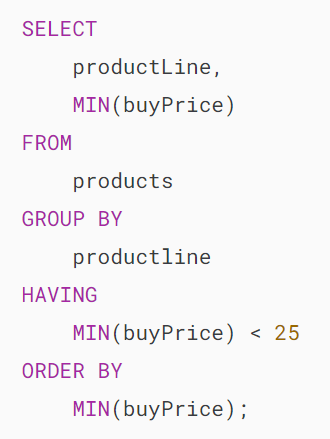 SELECT
    productLine,
    MIN(buyPrice)
FROM
    products
GROUP BY
    productline
HAVING
    MIN(buyPrice) < 25
ORDER BY
    MIN(buyPrice);